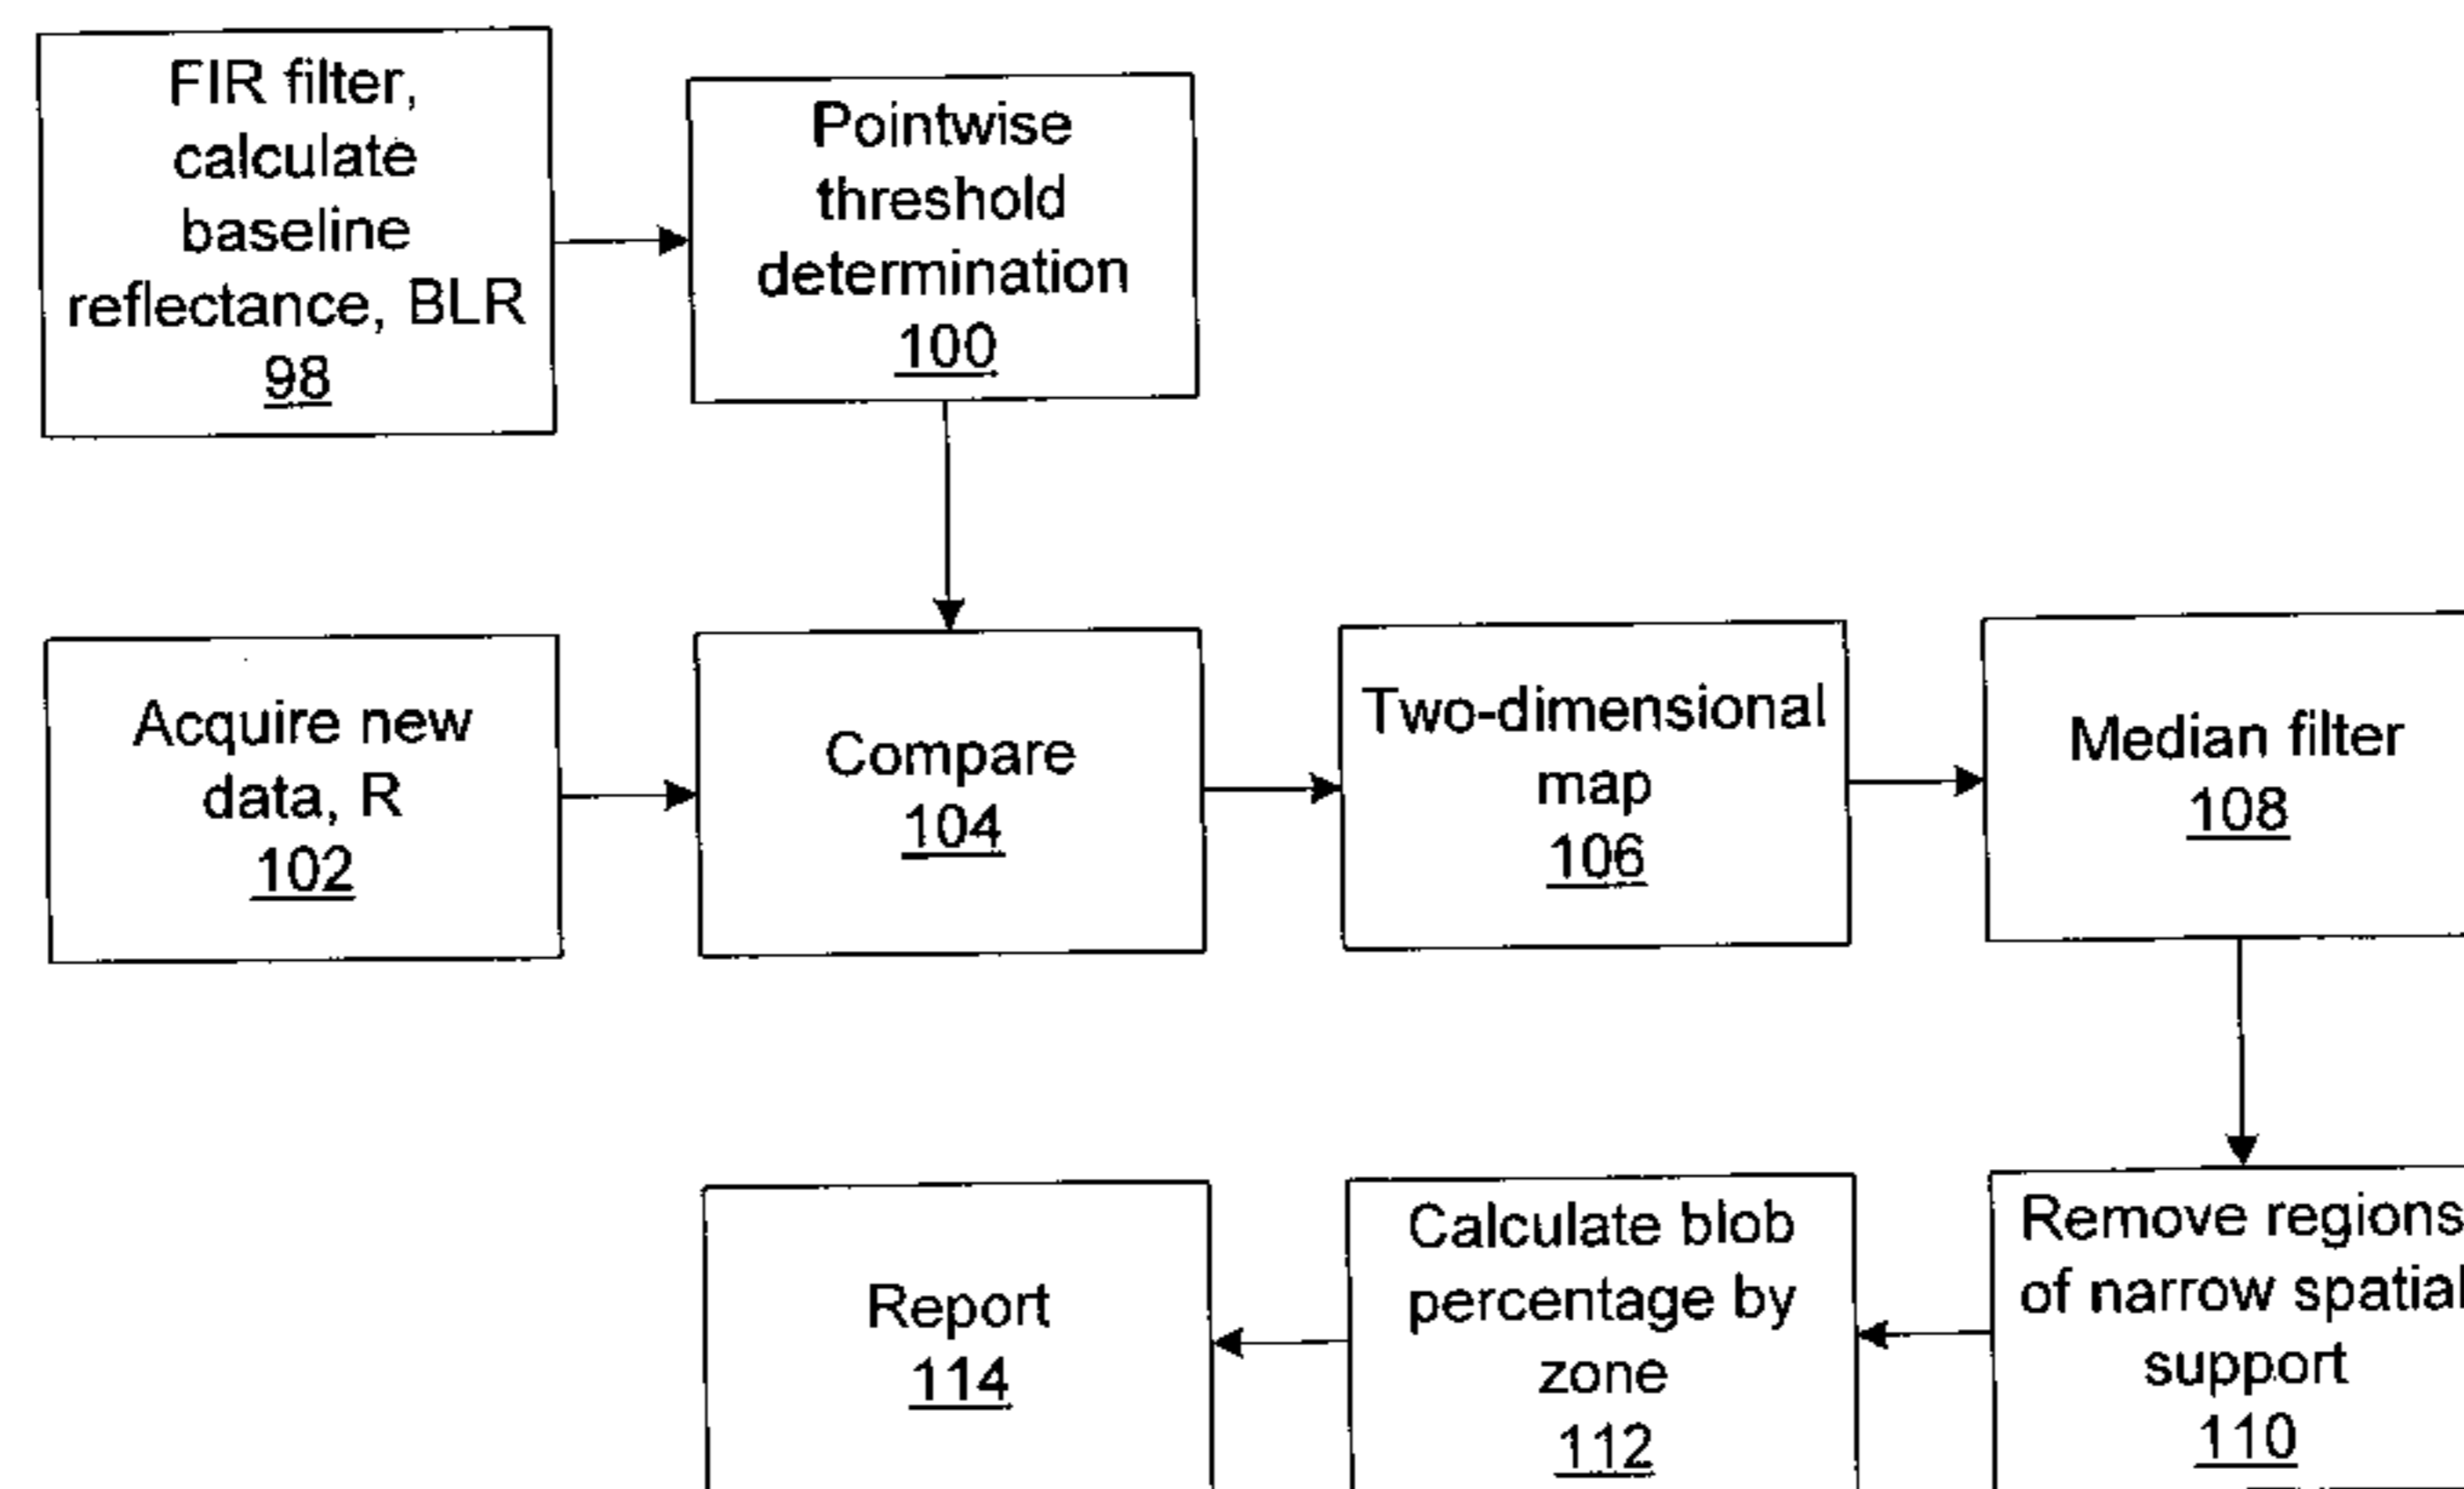 FIR filter,
calculate
baseline
reflectance, BLR
98
Pointwise
threshold
determination
100
Acquire new
data, R
102
Compare
104
Two-dimensional
map
106
Median filter
108
Report
114
Calculate blob
percentage by
zone
112
Remove regions
of narrow spatial
support
110